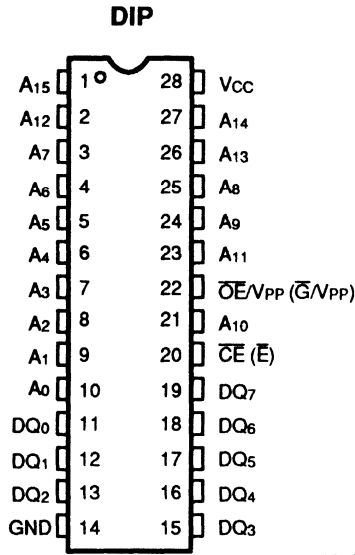 DIP
A15 1 28 VCC
A12 2 27 A14
A7 3 26 A13
A6 4 25 A8
A5 5 24 A9
A4 6 23 A11
A3 7 22 O̅E̅/VPP (G̅/VPP)
A2 8 21 A10
A1 9 20 C̅E̅ (E̅)
A0 10 19 DQ7
DQ0 11 18 DQ6
DQ1 12 17 DQ5
DQ2 13 16 DQ4
GND 14 15 DQ3